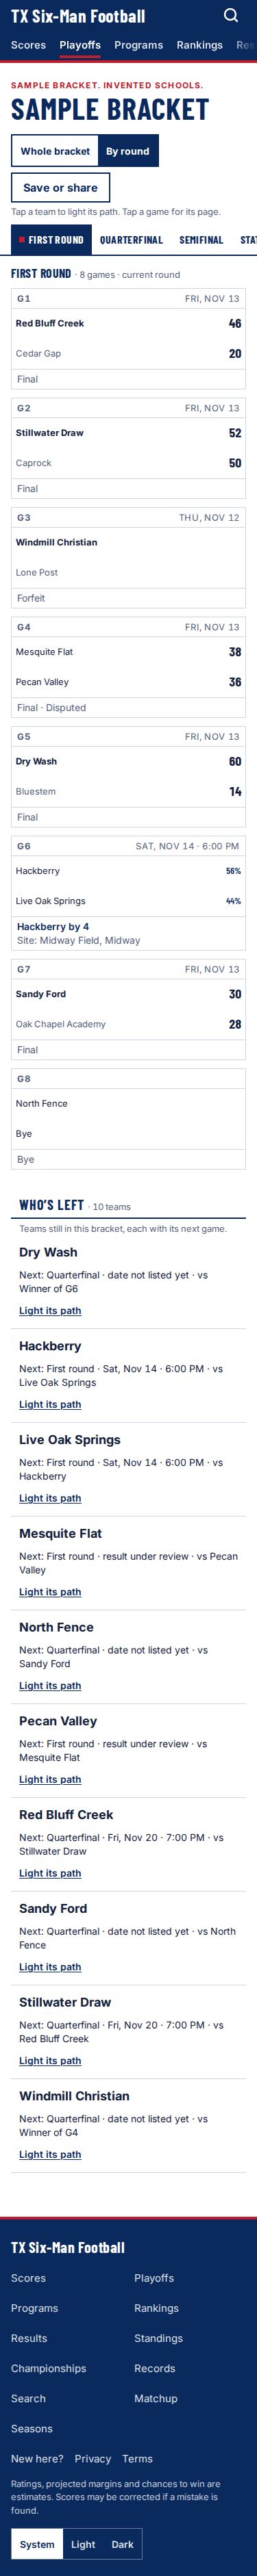 TX Six-Man Football
Scores Playoffs Programs Rankings Res
SAMPLE BRACKET. INVENTED SCHOOLS.
SAMPLE BRACKET
Whole bracket By round
Save or share
Tap a team to light its path. Tap a game for its page.
FIRST ROUND QUARTERFINAL SEMIFINAL STAT
FIRST ROUND · 8 games · current round
G1 FRI, NOV 13
Red Bluff Creek 46
Cedar Gap 20
Final
G2 FRI, NOV 13
Stillwater Draw 52
Caprock 50
Final
G3 THU, NOV 12
Windmill Christian
Lone Post
Forfeit
G4 FRI, NOV 13
Mesquite Flat 38
Pecan Valley 36
Final · Disputed
G5 FRI, NOV 13
Dry Wash 60
Bluestem 14
Final
G6 SAT, NOV 14 · 6:00 PM
Hackberry 56%
Live Oak Springs 44%
Hackberry by 4
Site: Midway Field, Midway
G7 FRI, NOV 13
Sandy Ford 30
Oak Chapel Academy 28
Final
G8
North Fence
Bye
Bye
WHO'S LEFT · 10 teams
Teams still in this bracket, each with its next game.
Dry Wash
Next: Quarterfinal · date not listed yet · vs
Winner of G6
Light its path
Hackberry
Next: First round · Sat, Nov 14 · 6:00 PM · vs
Live Oak Springs
Light its path
Live Oak Springs
Next: First round · Sat, Nov 14 · 6:00 PM · vs
Hackberry
Light its path
Mesquite Flat
Next: First round · result under review · vs Pecan
Valley
Light its path
North Fence
Next: Quarterfinal · date not listed yet · vs
Sandy Ford
Light its path
Pecan Valley
Next: First round · result under review · vs
Mesquite Flat
Light its path
Red Bluff Creek
Next: Quarterfinal · Fri, Nov 20 · 7:00 PM · vs
Stillwater Draw
Light its path
Sandy Ford
Next: Quarterfinal · date not listed yet · vs North
Fence
Light its path
Stillwater Draw
Next: Quarterfinal · Fri, Nov 20 · 7:00 PM · vs
Red Bluff Creek
Light its path
Windmill Christian
Next: Quarterfinal · date not listed yet · vs
Winner of G4
Light its path
TX Six-Man Football
Scores Playoffs
Programs Rankings
Results Standings
Championships Records
Search Matchup
Seasons
New here? Privacy Terms
Ratings, projected margins and chances to win are
estimates. Scores may be corrected if a mistake is
found.
System Light Dark